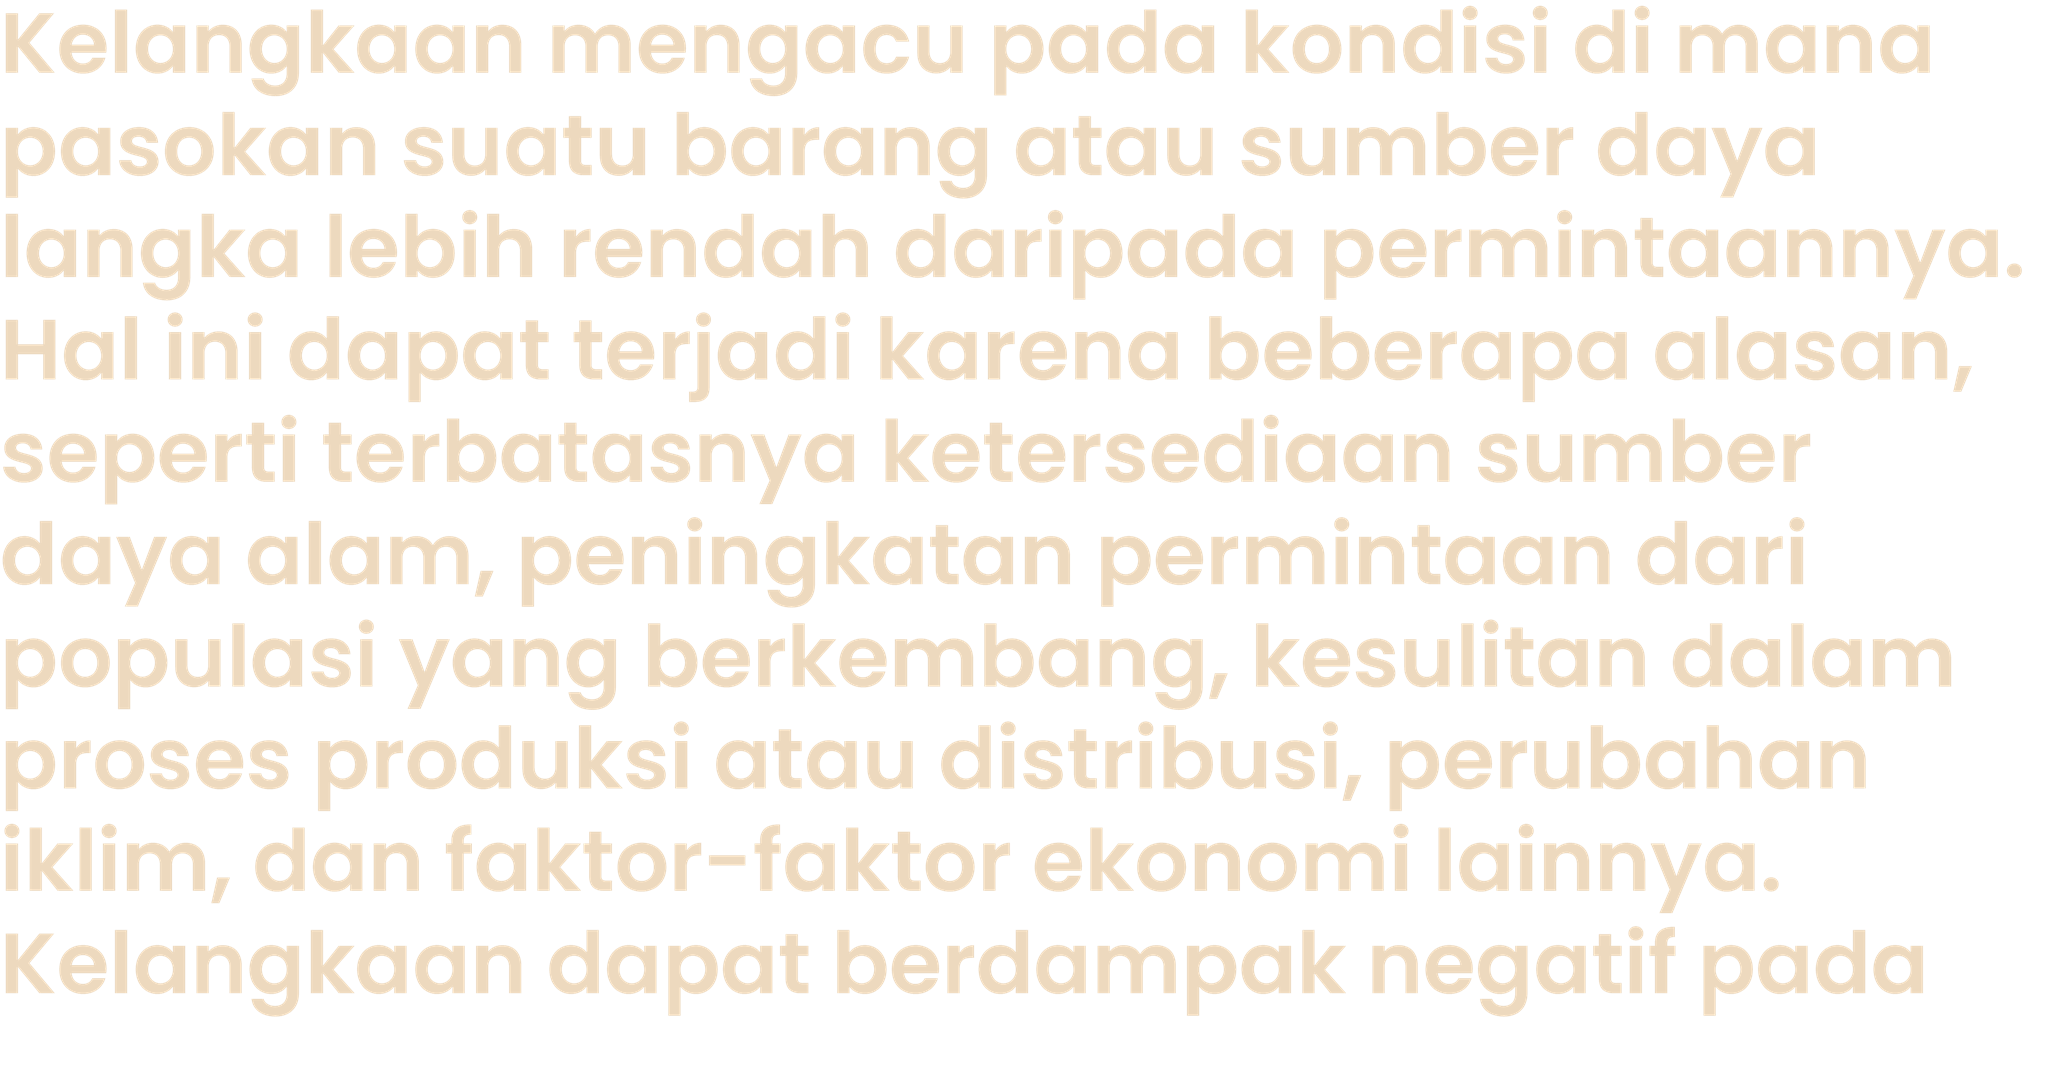 Kelangkaan mengacu pada kondisi di mana
pasokan suatu barang atau sumber daya
langka lebih rendah daripada permintaannya.
Hal ini dapat terjadi karena beberapa alasan,
seperti terbatasnya ketersediaan sumber
daya alam, peningkatan permintaan dari
populasi yang berkembang, kesulitan dalam
proses produksi atau distribusi, perubahan
iklim, dan faktor-faktor ekonomi lainnya.
Kelangkaan dapat berdampak negatif pada